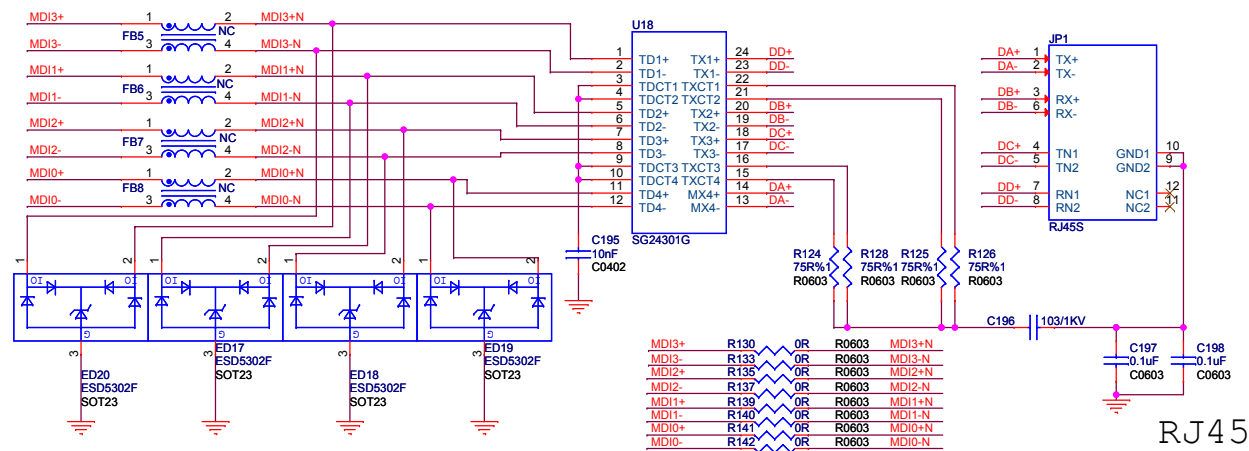 MDI3+ 1 2 MDI3+N
FB5 NC
MDI3- 3 4 MDI3-N
MDI1+ 1 2 MDI1+N
FB6 NC
MDI1- 3 4 MDI1-N
MDI2+ 1 2 MDI2+N
FB7 NC
MDI2- 3 4 MDI2-N
MDI0+ 1 2 MDI0+N
FB8 NC
MDI0- 3 4 MDI0-N
U18
1 TD1+ TX1+ 24 DD+
2 TD1- TX1- 23 DD-
3 TDCT1 TXCT1 22
4 TDCT2 TXCT2 21
5 TD2+ TX2+ 20 DB+
6 TD2- TX2- 19 DB-
7 TD3+ TX3+ 18 DC+
8 TD3- TX3- 17 DC-
9 TDCT3 TXCT3 16
10 TDCT4 TXCT4 15
11 TD4+ MX4+ 14 DA+
12 TD4- MX4- 13 DA-
SG24301G
JP1
DA+ 1 TX+
DA- 2 TX-
DB+ 3 RX+
DB- 6 RX-
DC+ 4 TN1 GND1 10
DC- 5 TN2 GND2 9
DD+ 7 RN1 NC1 12
DD- 8 RN2 NC2 11
RJ45S
C195
10nF
C0402
R124 R128 R125 R126
75R%1 75R%1 75R%1 75R%1
R0603 R0603 R0603 R0603
C196 103/1KV
C197 C198
0.1uF 0.1uF
C0603 C0603
1 2 1 2 1 2 1 2
IO IO IO IO IO IO IO IO
G G G G
3 3 3 3
ED20
ESD5302F
SOT23
ED17
ESD5302F
SOT23
ED18
ESD5302F
SOT23
ED19
ESD5302F
SOT23
MDI3+ R130 0R R0603 MDI3+N
MDI3- R133 0R R0603 MDI3-N
MDI2+ R135 0R R0603 MDI2+N
MDI2- R137 0R R0603 MDI2-N
MDI1+ R139 0R R0603 MDI1+N
MDI1- R140 0R R0603 MDI1-N
MDI0+ R141 0R R0603 MDI0+N
MDI0- R142 0R R0603 MDI0-N
RJ45